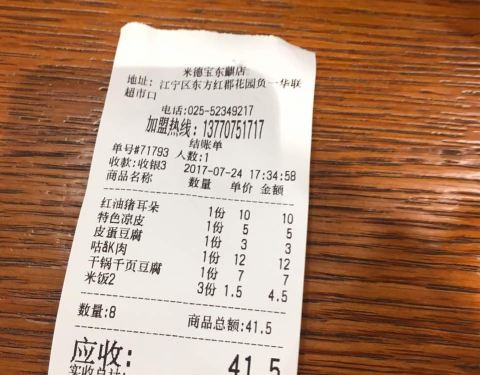 米德宝东麒店
地址: 江宁区东方红郡花园负一华联
超市口
电话:025-52349217
加盟热线: 13770751717
结账单
单号#71793 人数:1
收款:收银3 2017-07-24 17:34:58
商品名称 数量 单价 金额
红油猪耳朵 1份 10 10
特色凉皮 1份 5 5
皮蛋豆腐 1份 3 3
咕佬肉 1份 12 12
干锅千页豆腐 1份 7 7
米饭2 3份 1.5 4.5
数量:8 商品总额:41.5
应收: 41.5
实收总计: